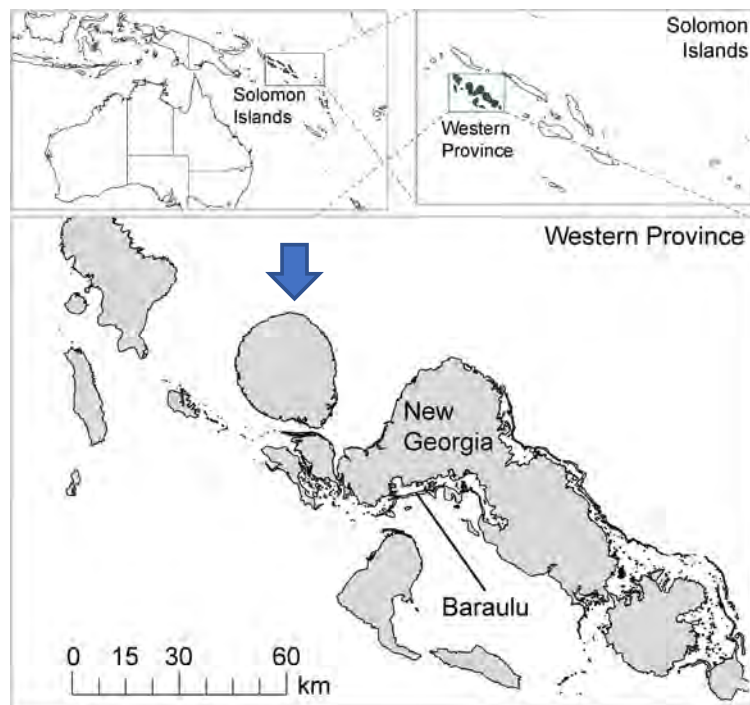 Solomon
Islands
Solomon
Islands
Western
Province
Western Province
New
Georgia
Baraulu
0 15 30 60
km